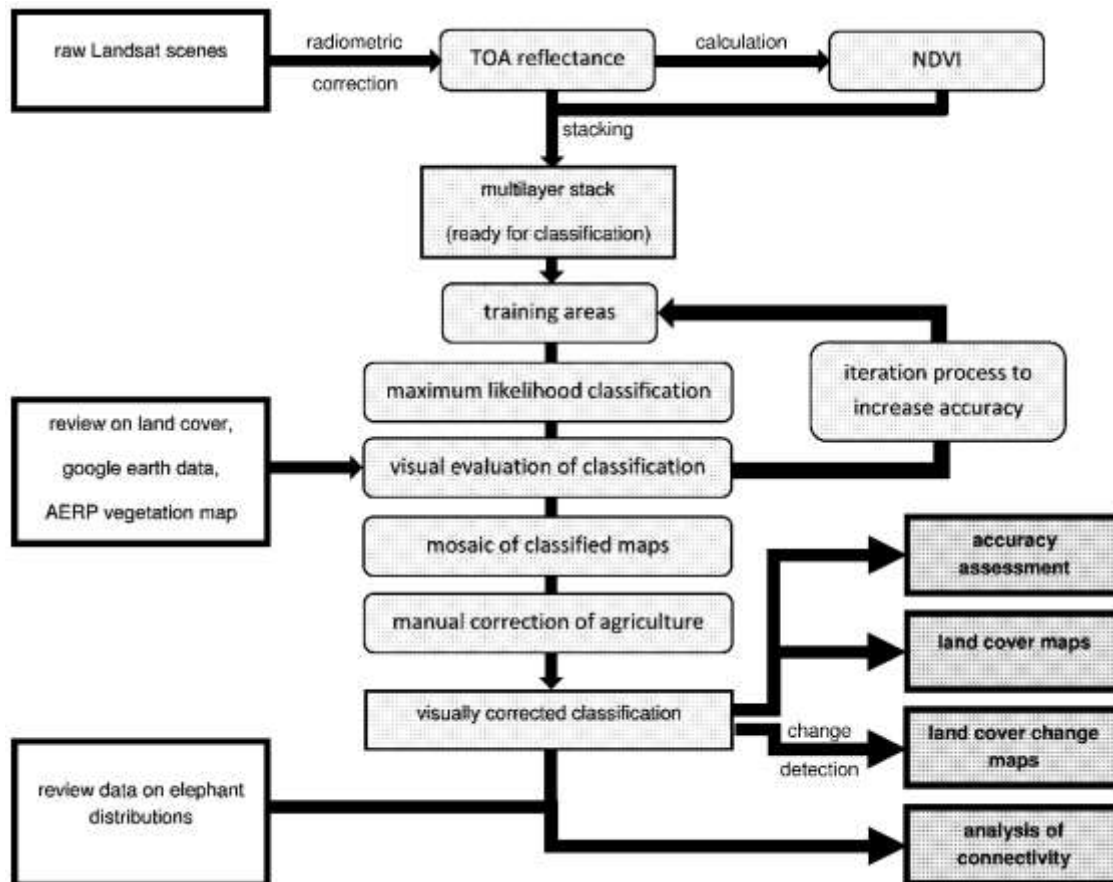 raw Landsat scenes
radiometric
correction
TOA reflectance
calculation
NDVI
stacking
multilayer stack
(ready for classification)
training areas
maximum likelihood classification
iteration process to
increase accuracy
review on land cover,
google earth data,
AERP vegetation map
visual evaluation of classification
mosaic of classified maps
manual correction of agriculture
visually corrected classification
accuracy
assessment
land cover maps
change
detection
land cover change
maps
review data on elephant
distributions
analysis of
connectivity